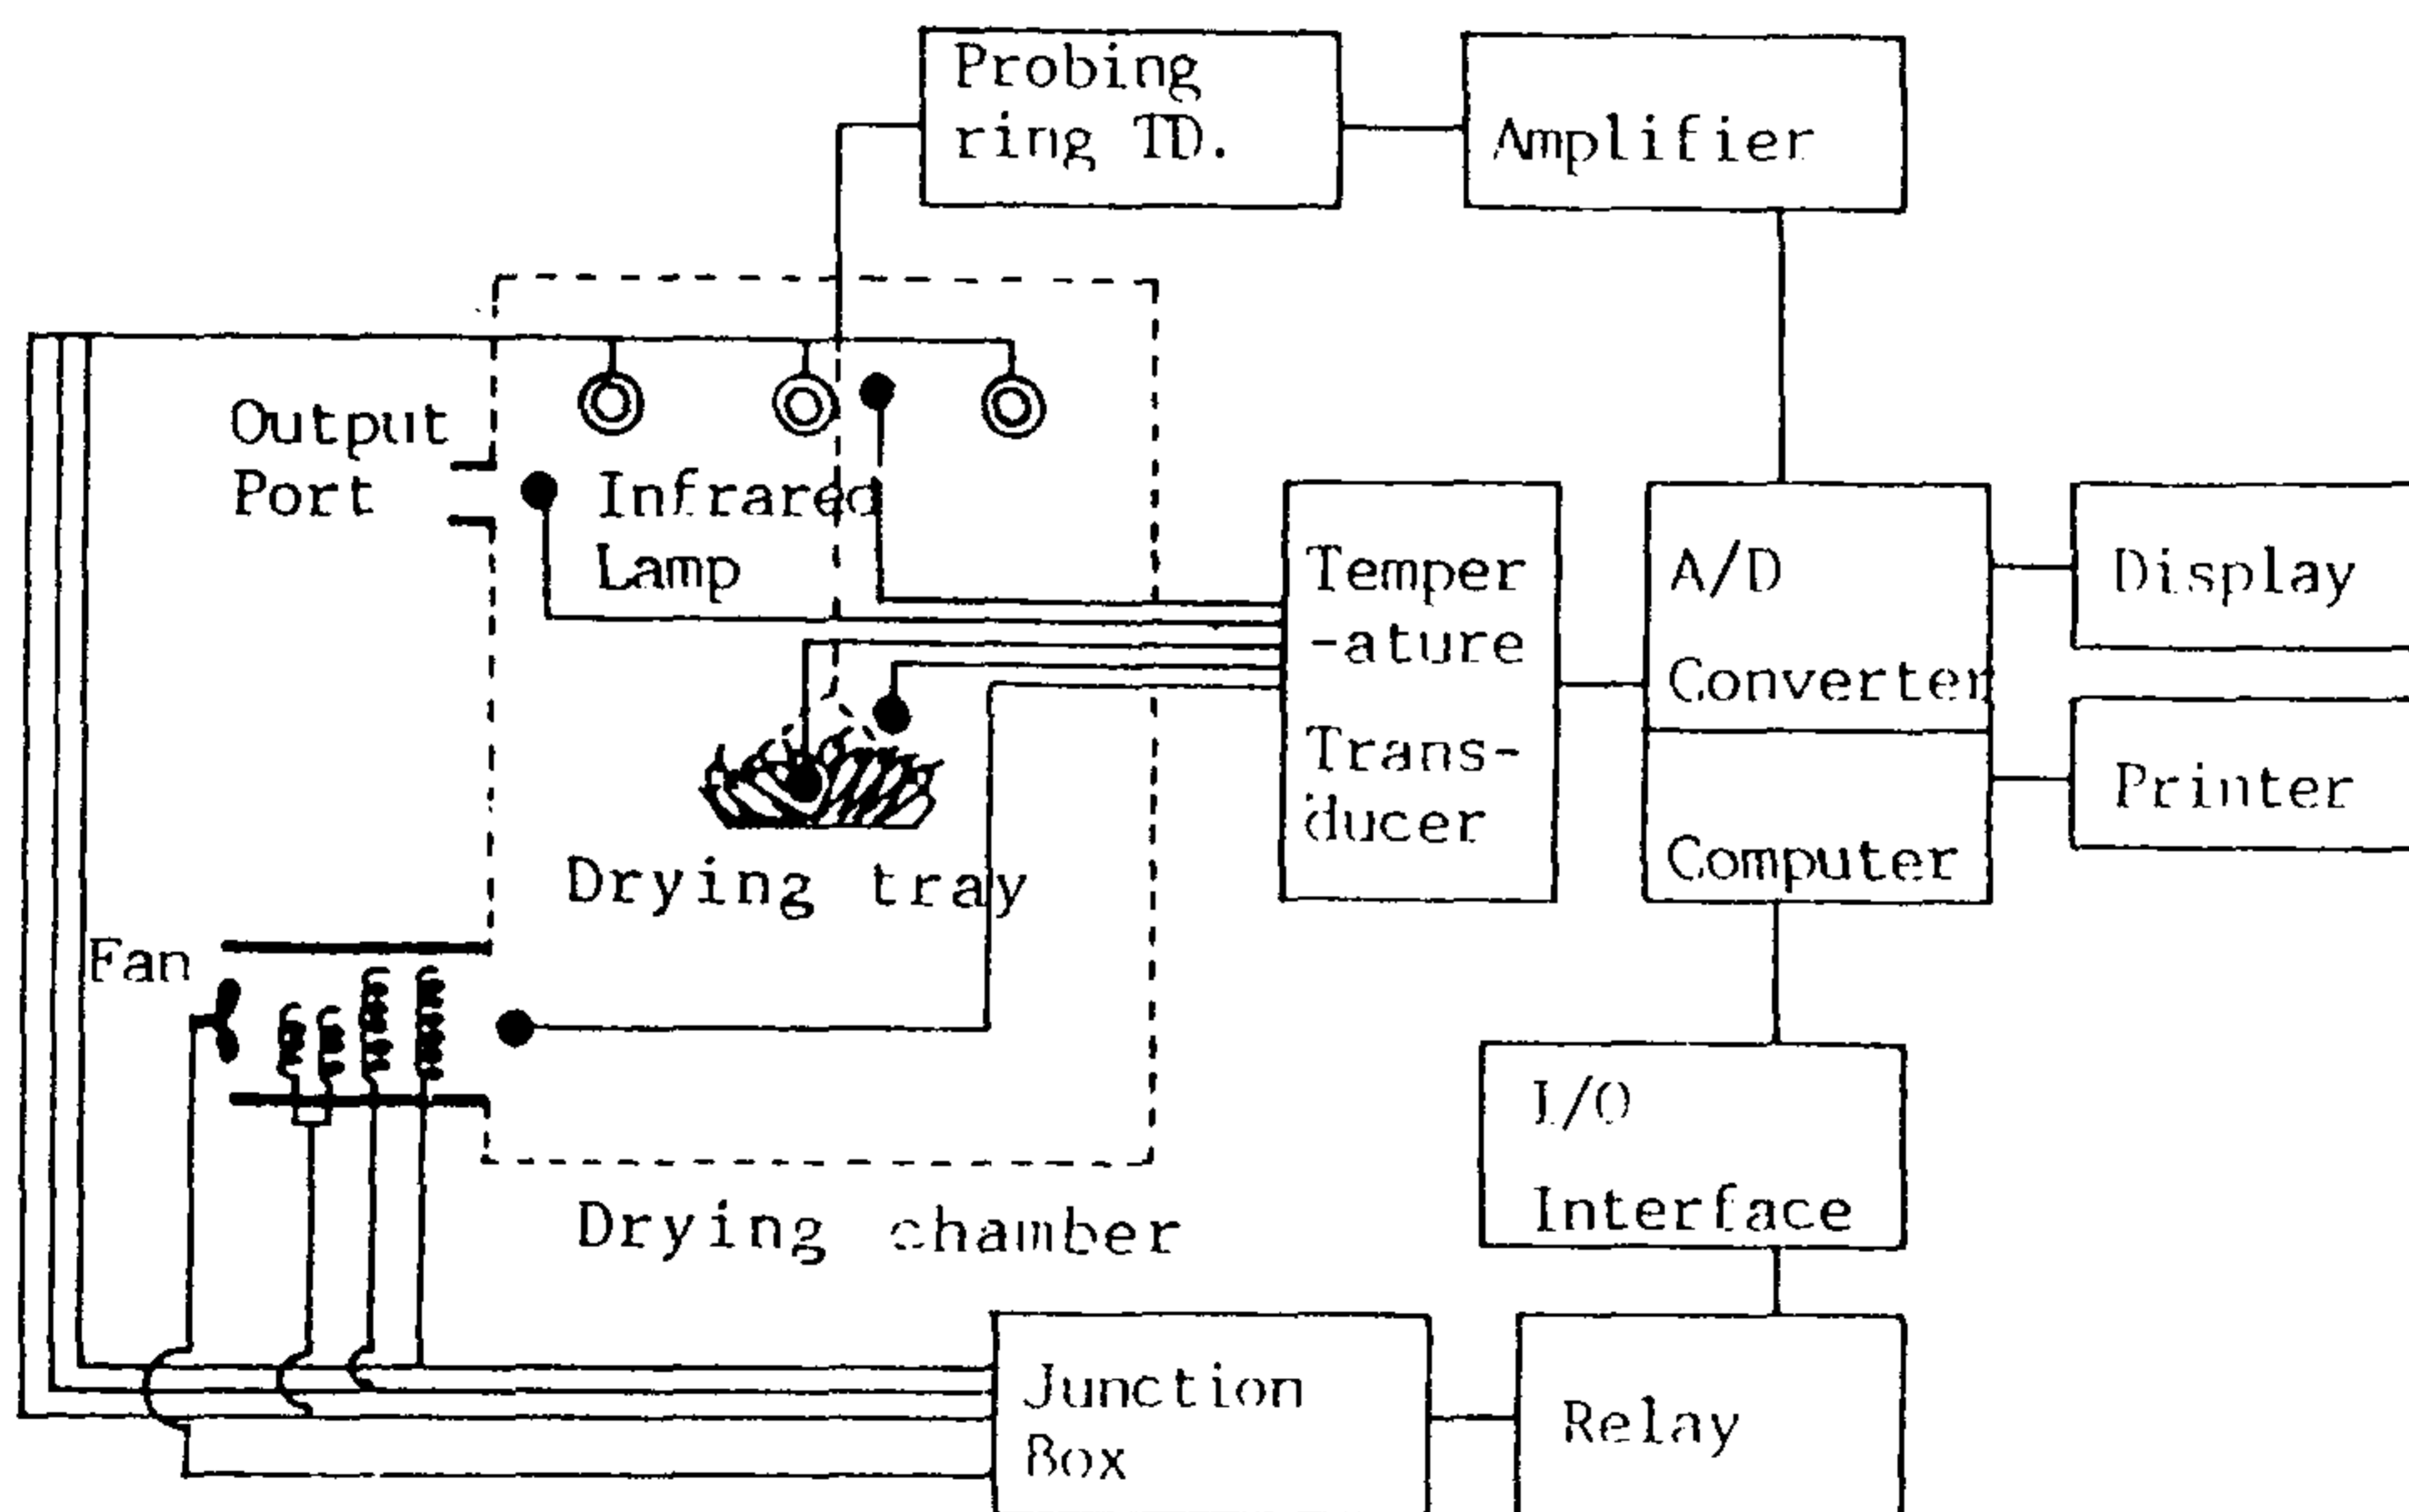 Probing
ring TD.
Amplifier
Output
Port
Infrared
Lamp
Temper
-ature
Trans-
ducer
A/D
Converter
Computer
Display
Printer
Drying tray
Fan
I/O
Interface
Drying chamber
Junction
Box
Relay